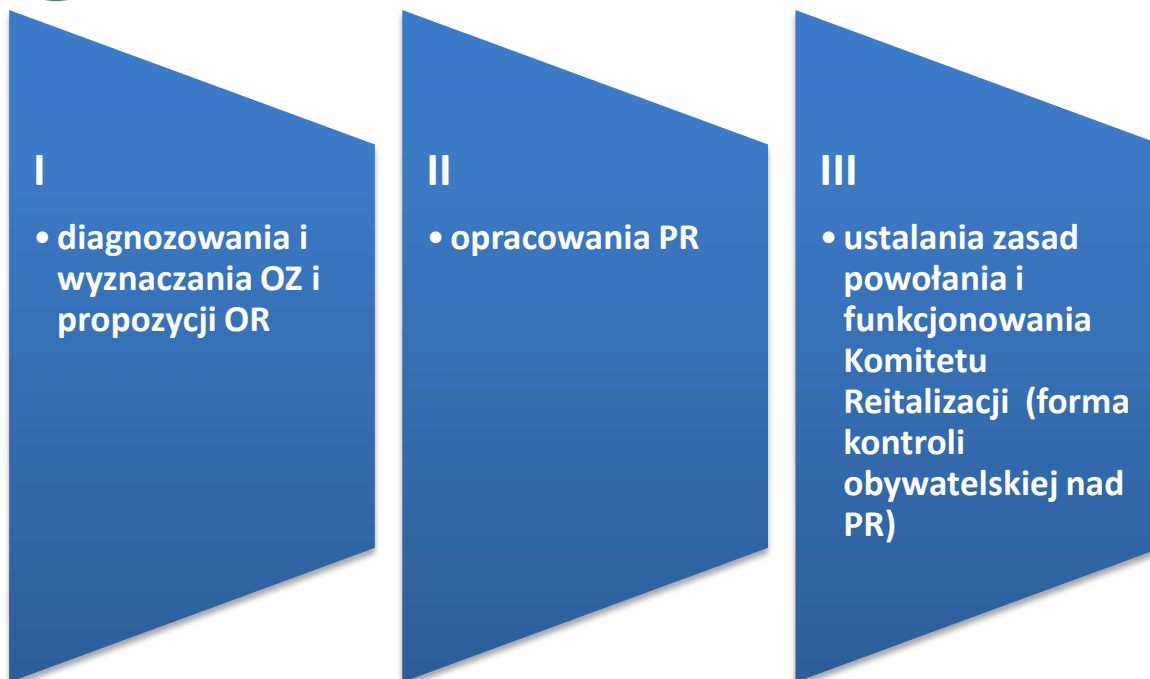 I
• diagnozowania i
wyznaczania OZ i
propozycji OR
II
• opracowania PR
III
• ustalania zasad
powołania i
funkcjonowania
Komitetu
Reitalizacji (forma
kontroli
obywatelskiej nad
PR)